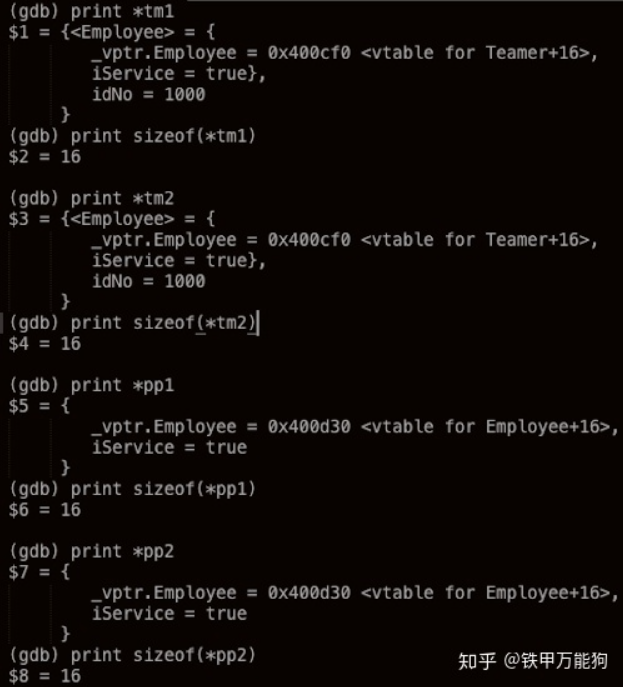 (gdb) print *tm1
$1 = {<Employee> = {
_vptr.Employee = 0x400cf0 <vtable for Teamer+16>,
iService = true},
idNo = 1000
}
(gdb) print sizeof(*tm1)
$2 = 16
(gdb) print *tm2
$3 = {<Employee> = {
_vptr.Employee = 0x400cf0 <vtable for Teamer+16>,
iService = true},
idNo = 1000
}
(gdb) print sizeof(*tm2)
$4 = 16
(gdb) print *pp1
$5 = {
_vptr.Employee = 0x400d30 <vtable for Employee+16>,
iService = true
}
(gdb) print sizeof(*pp1)
$6 = 16
(gdb) print *pp2
$7 = {
_vptr.Employee = 0x400d30 <vtable for Employee+16>,
iService = true
}
(gdb) print sizeof(*pp2)
$8 = 16
知乎 @铁甲万能狗